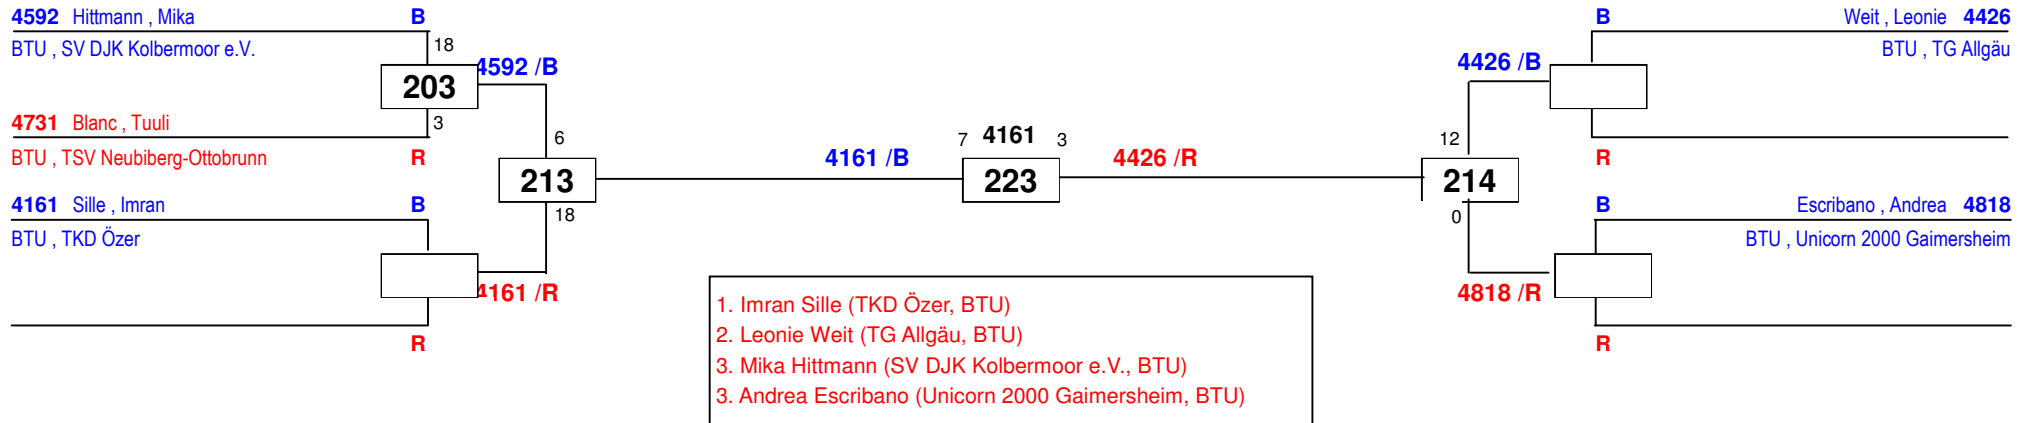 4592 Hittmann , Mika B
BTU , SV DJK Kolbermoor e.V.
18
4592 /B
203
4731 Blanc , Tuuli
3
BTU , TSV Neubiberg-Ottobrunn R
6
213
18
4161 Sille , Imran B
BTU , TKD Özer
4161 /R
R
4161 /B
7 4161 3
223
4426 /R
B Weit , Leonie 4426
BTU , TG Allgäu
4426 /B
12
R
214
0
B Escribano , Andrea 4818
BTU , Unicorn 2000 Gaimersheim
4818 /R
R
1. Imran Sille (TKD Özer, BTU)
2. Leonie Weit (TG Allgäu, BTU)
3. Mika Hittmann (SV DJK Kolbermoor e.V., BTU)
3. Andrea Escribano (Unicorn 2000 Gaimersheim, BTU)